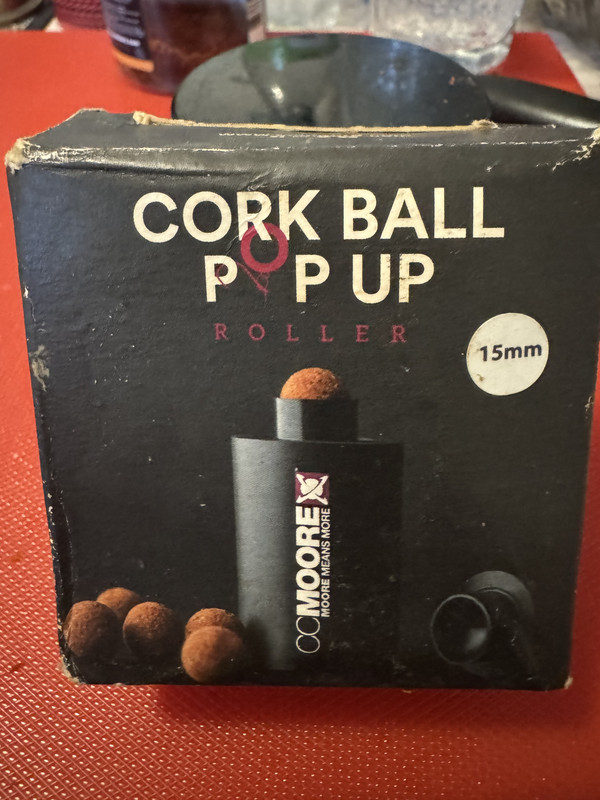 CORK BALL
POP UP
ROLLER
15mm
CCMOORE
MOORE MEANS MORE